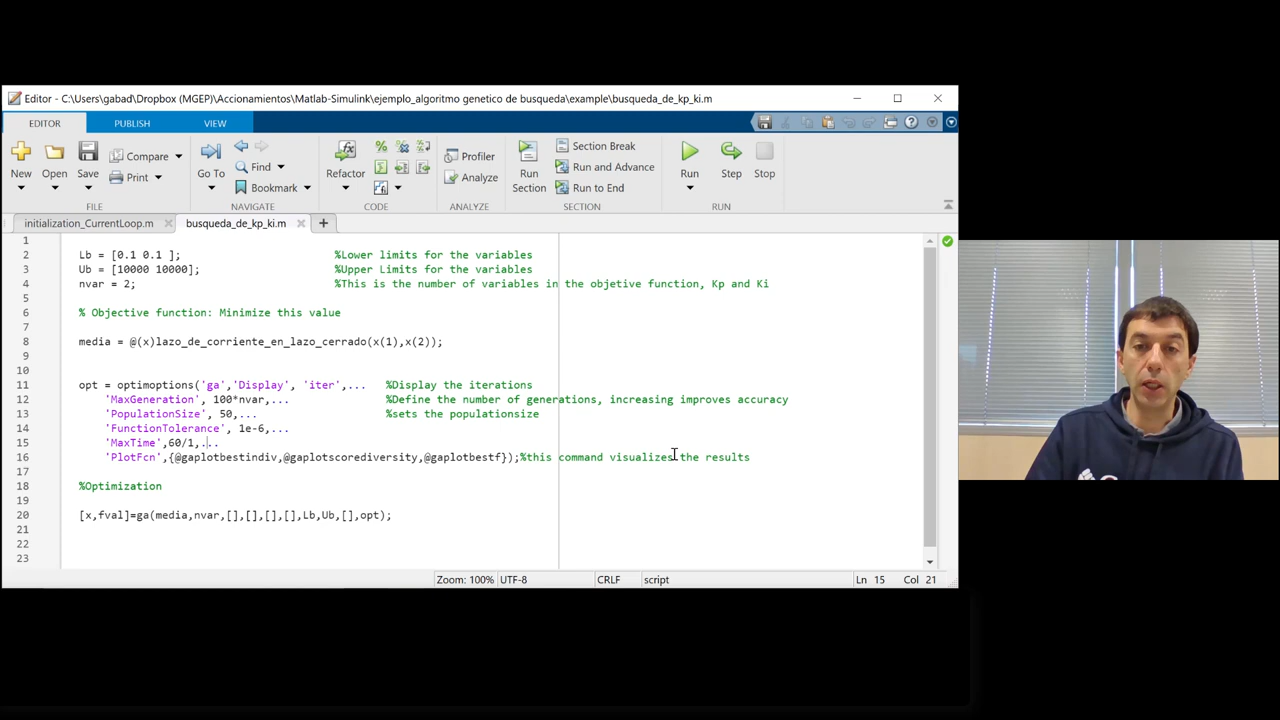 Editor - C:\Users\gabad\Dropbox (MGEP)\Accionamientos\Matlab-Simulink\ejemplo_algoritmo genetico de busqueda\example\busqueda_de_kp_ki.m
EDITOR PUBLISH VIEW
New Open Save Compare Print
Go To Find Bookmark
Refactor
Profiler Analyze
Run Section Section Break Run and Advance Run to End
Run Step Stop
FILE NAVIGATE CODE ANALYZE SECTION RUN
initialization_CurrentLoop.m busqueda_de_kp_ki.m
1
2 Lb = [0.1 0.1 ]; %Lower limits for the variables
3 Ub = [10000 10000]; %Upper Limits for the variables
4 nvar = 2; %This is the number of variables in the objetive function, Kp and Ki
5
6 % Objective function: Minimize this value
7
8 media = @(x)lazo_de_corriente_en_lazo_cerrado(x(1),x(2));
9
10
11 opt = optimoptions('ga','Display', 'iter',... %Display the iterations
12 'MaxGeneration', 100*nvar,... %Define the number of generations, increasing improves accuracy
13 'PopulationSize', 50,... %sets the populationsize
14 'FunctionTolerance', 1e-6,...
15 'MaxTime',60/1,...
16 'PlotFcn',{@gaplotbestindiv,@gaplotscorediversity,@gaplotbestf});%this command visualizes the results
17
18 %Optimization
19
20 [x,fval]=ga(media,nvar,[],[],[],[],Lb,Ub,[],opt);
21
22
23
Zoom: 100% UTF-8 CRLF script Ln 15 Col 21